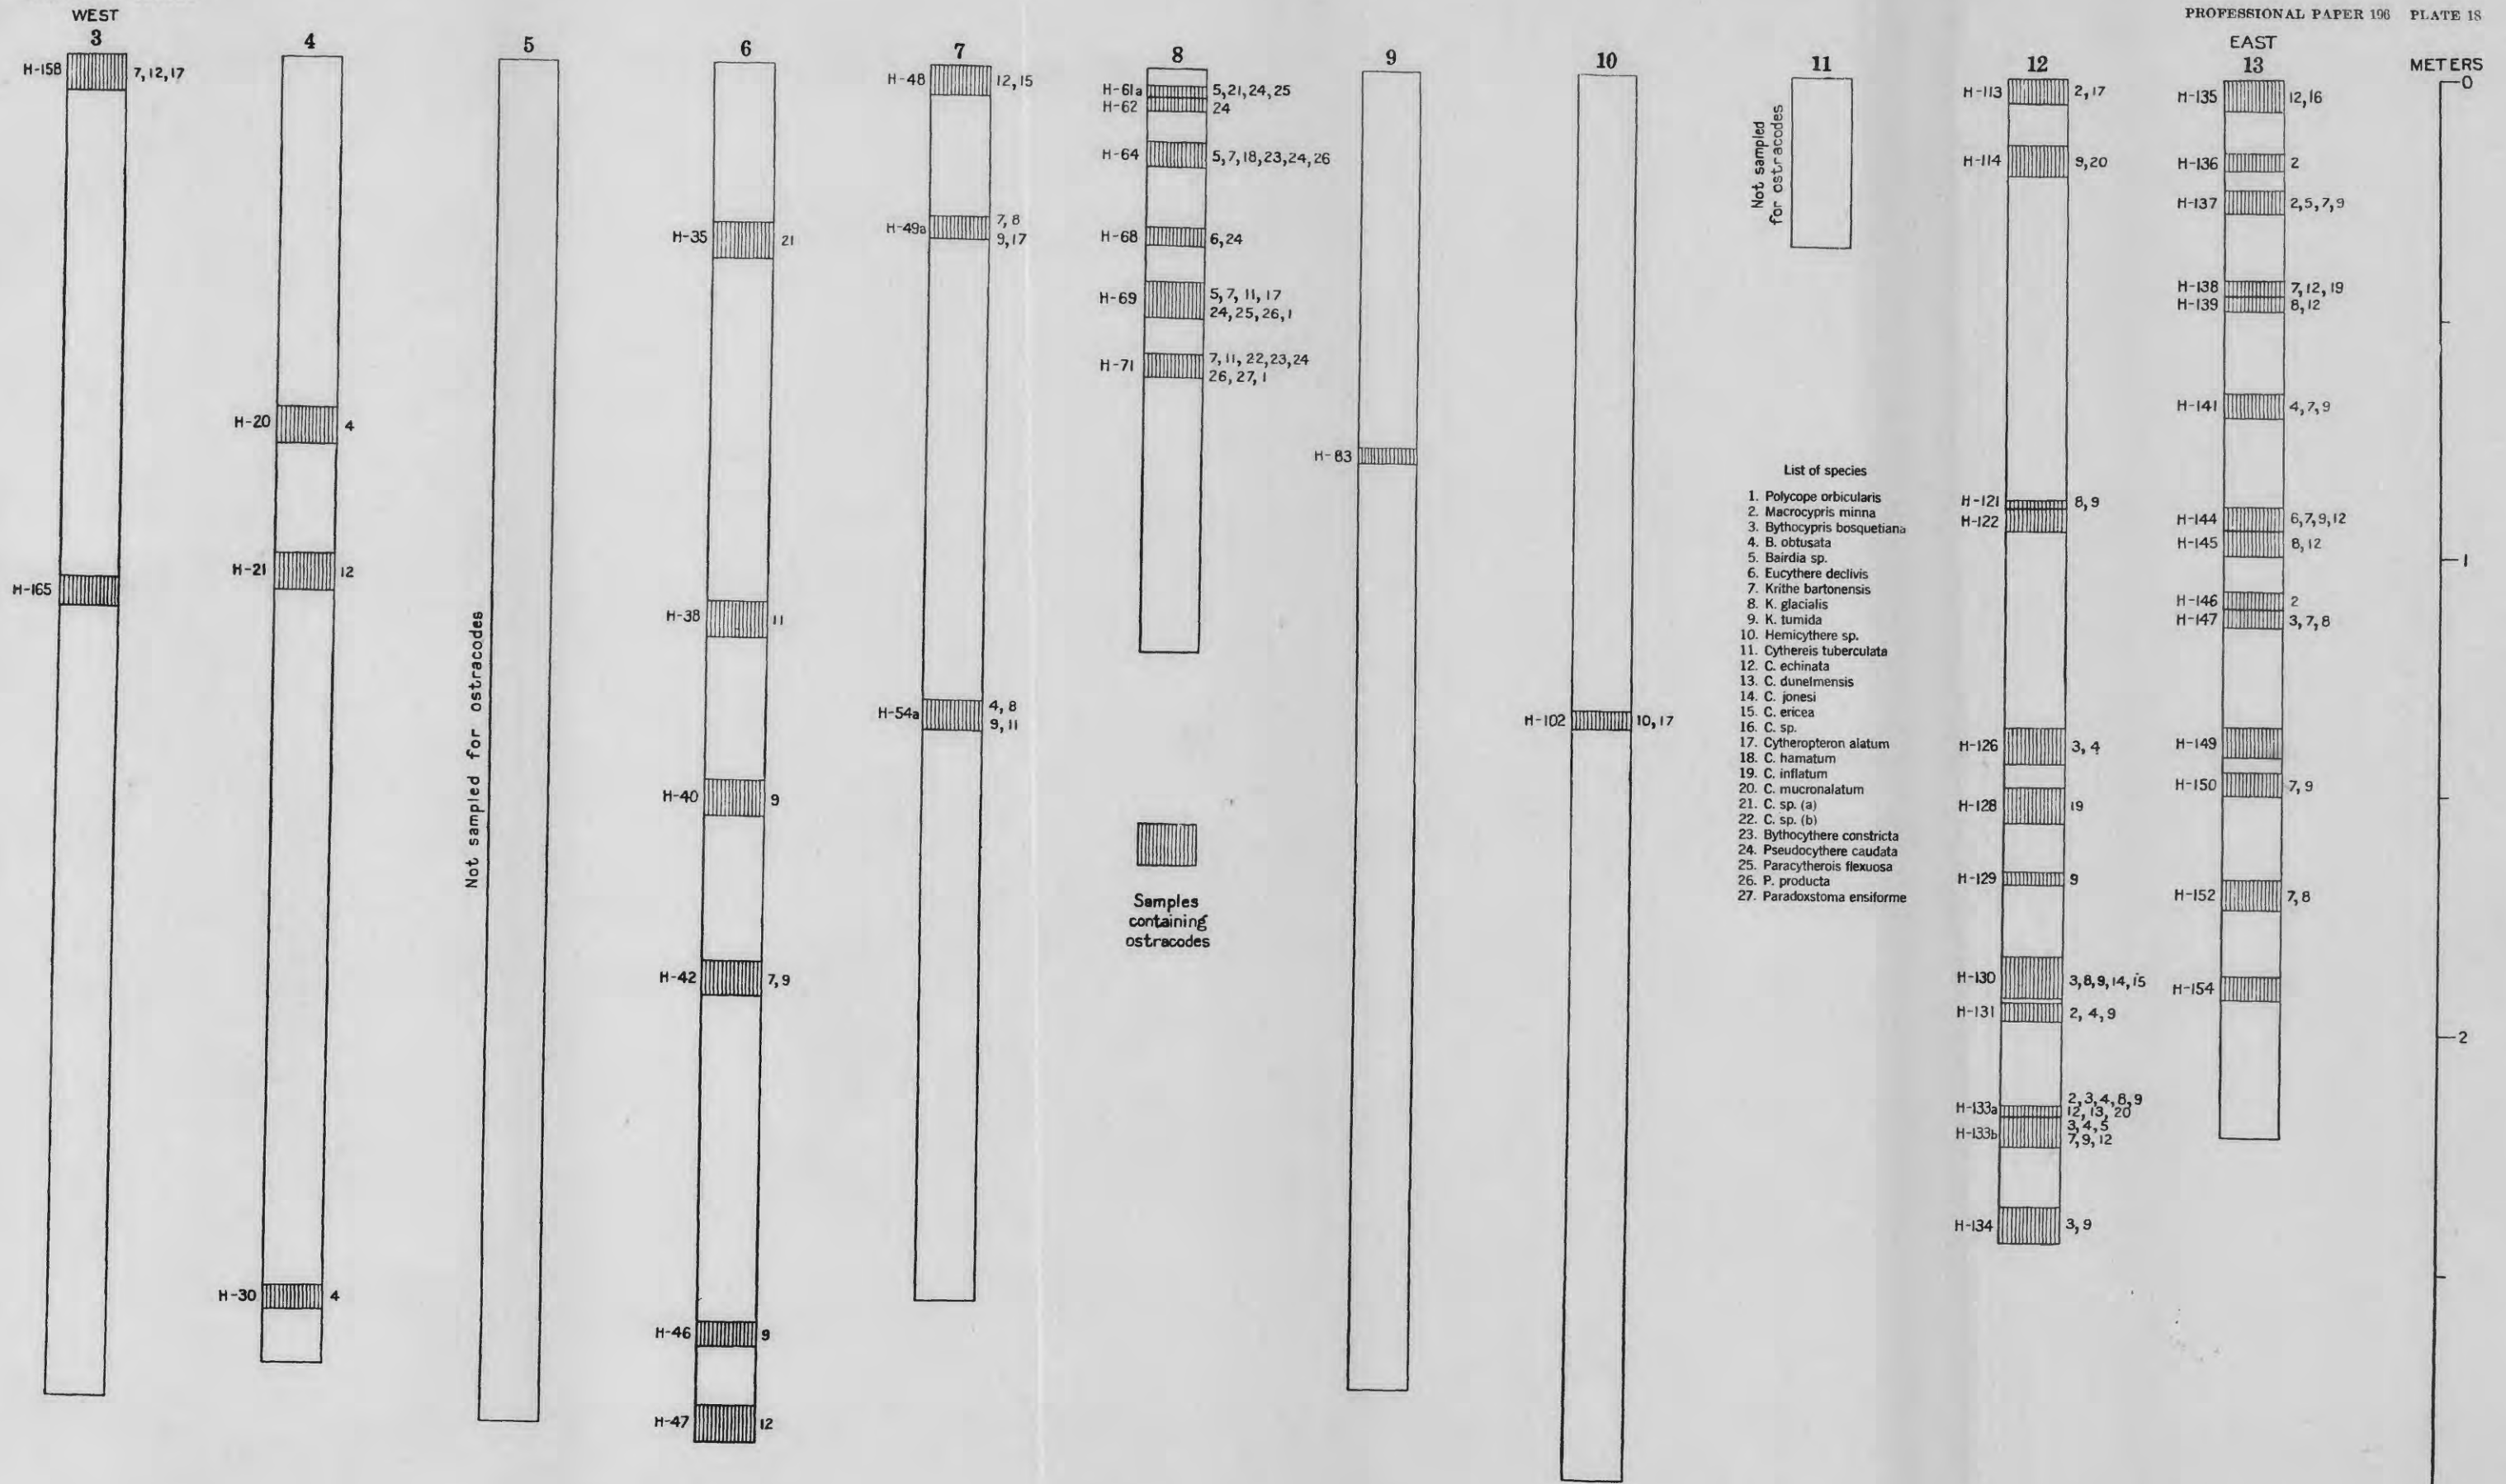 PROFESSIONAL PAPER 196 PLATE 18
WEST
3
H-158
7, 12, 17
H-165
4
H-20
4
H-21
12
H-30
4
5
Not sampled for ostracodes
6
H-35
21
H-38
11
H-40
9
H-42
7, 9
H-46
9
H-47
12
7
H-48
12, 15
H-49a
7, 8
9, 17
H-54a
4, 8
9, 11
8
H-61a
5, 21, 24, 25
H-62
24
H-64
5, 7, 18, 23, 24, 26
H-68
6, 24
H-69
5, 7, 11, 17
24, 25, 26, 1
H-71
7, 11, 22, 23, 24
26, 27, 1
Samples
containing
ostracodes
9
H-83
10
H-102
10, 17
11
Not sampled
for ostracodes
List of species
1. Polycope orbicularis
2. Macrocypris minna
3. Bythocypris bosquetiana
4. B. obtusata
5. Bairdia sp.
6. Eucythere declivis
7. Krithe bartonensis
8. K. glacialis
9. K. tumida
10. Hemicythere sp.
11. Cythereis tuberculata
12. C. echinata
13. C. dunelmensis
14. C. jonesi
15. C. ericea
16. C. sp.
17. Cytheropteron alatum
18. C. hamatum
19. C. inflatum
20. C. mucronalatum
21. C. sp. (a)
22. C. sp. (b)
23. Bythocythere constricta
24. Pseudocythere caudata
25. Paracytherois flexuosa
26. P. producta
27. Paradoxstoma ensiforme
12
H-113
2, 17
H-114
9, 20
H-121
8, 9
H-122
H-126
3, 4
H-128
19
H-129
9
H-130
3, 8, 9, 14, 15
H-131
2, 4, 9
H-133a
2, 3, 4, 8, 9
12, 13, 20
H-133b
3, 4, 5
7, 9, 12
H-134
3, 9
EAST
13
H-135
12, 16
H-136
2
H-137
2, 5, 7, 9
H-138
7, 12, 19
H-139
8, 12
H-141
4, 7, 9
H-144
6, 7, 9, 12
H-145
8, 12
H-146
2
H-147
3, 7, 8
H-149
H-150
7, 9
H-152
7, 8
H-154
METERS
0
1
2